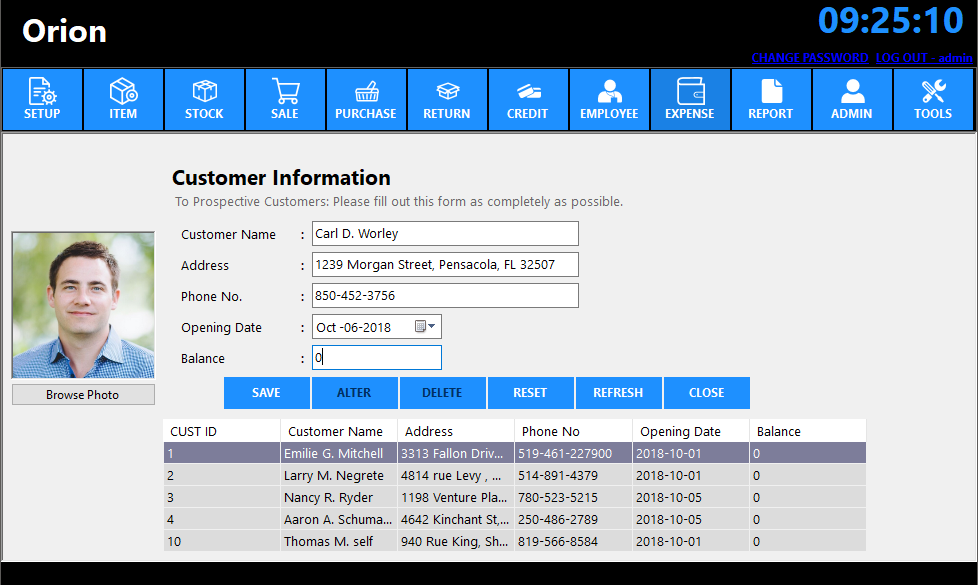 Orion
09:25:10
CHANGE PASSWORD LOG OUT - admin
SETUP ITEM STOCK SALE PURCHASE RETURN CREDIT EMPLOYEE EXPENSE REPORT ADMIN TOOLS
Customer Information
To Prospective Customers: Please fill out this form as completely as possible.
Customer Name : Carl D. Worley
Address : 1239 Morgan Street, Pensacola, FL 32507
Phone No. : 850-452-3756
Opening Date : Oct -06-2018
Balance : 0
Browse Photo
SAVE ALTER DELETE RESET REFRESH CLOSE
CUST ID Customer Name Address Phone No Opening Date Balance
1 Emilie G. Mitchell 3313 Fallon Driv... 519-461-227900 2018-10-01 0
2 Larry M. Negrete 4814 rue Levy , ... 514-891-4379 2018-10-01 0
3 Nancy R. Ryder 1198 Venture Pla... 780-523-5215 2018-10-05 0
4 Aaron A. Schuma... 4642 Kinchant St,... 250-486-2789 2018-10-05 0
10 Thomas M. self 940 Rue King, Sh... 819-566-8584 2018-10-01 0